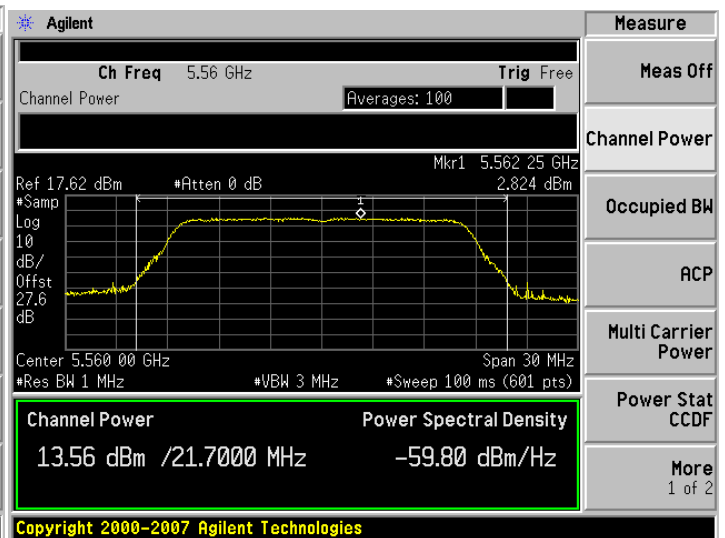 Agilent
Ch Freq 5.56 GHz Trig Free
Channel Power Averages: 100
Mkr1 5.562 25 GHz
Ref 17.62 dBm #Atten 0 dB 2.824 dBm
#Samp
Log
10
dB/
Offst
27.6
dB
1
Center 5.560 00 GHz Span 30 MHz
#Res BW 1 MHz #VBW 3 MHz #Sweep 100 ms (601 pts)
Channel Power Power Spectral Density
13.56 dBm /21.7000 MHz -59.80 dBm/Hz
Copyright 2000-2007 Agilent Technologies
Measure
Meas Off
Channel Power
Occupied BW
ACP
Multi Carrier
Power
Power Stat
CCDF
More
1 of 2